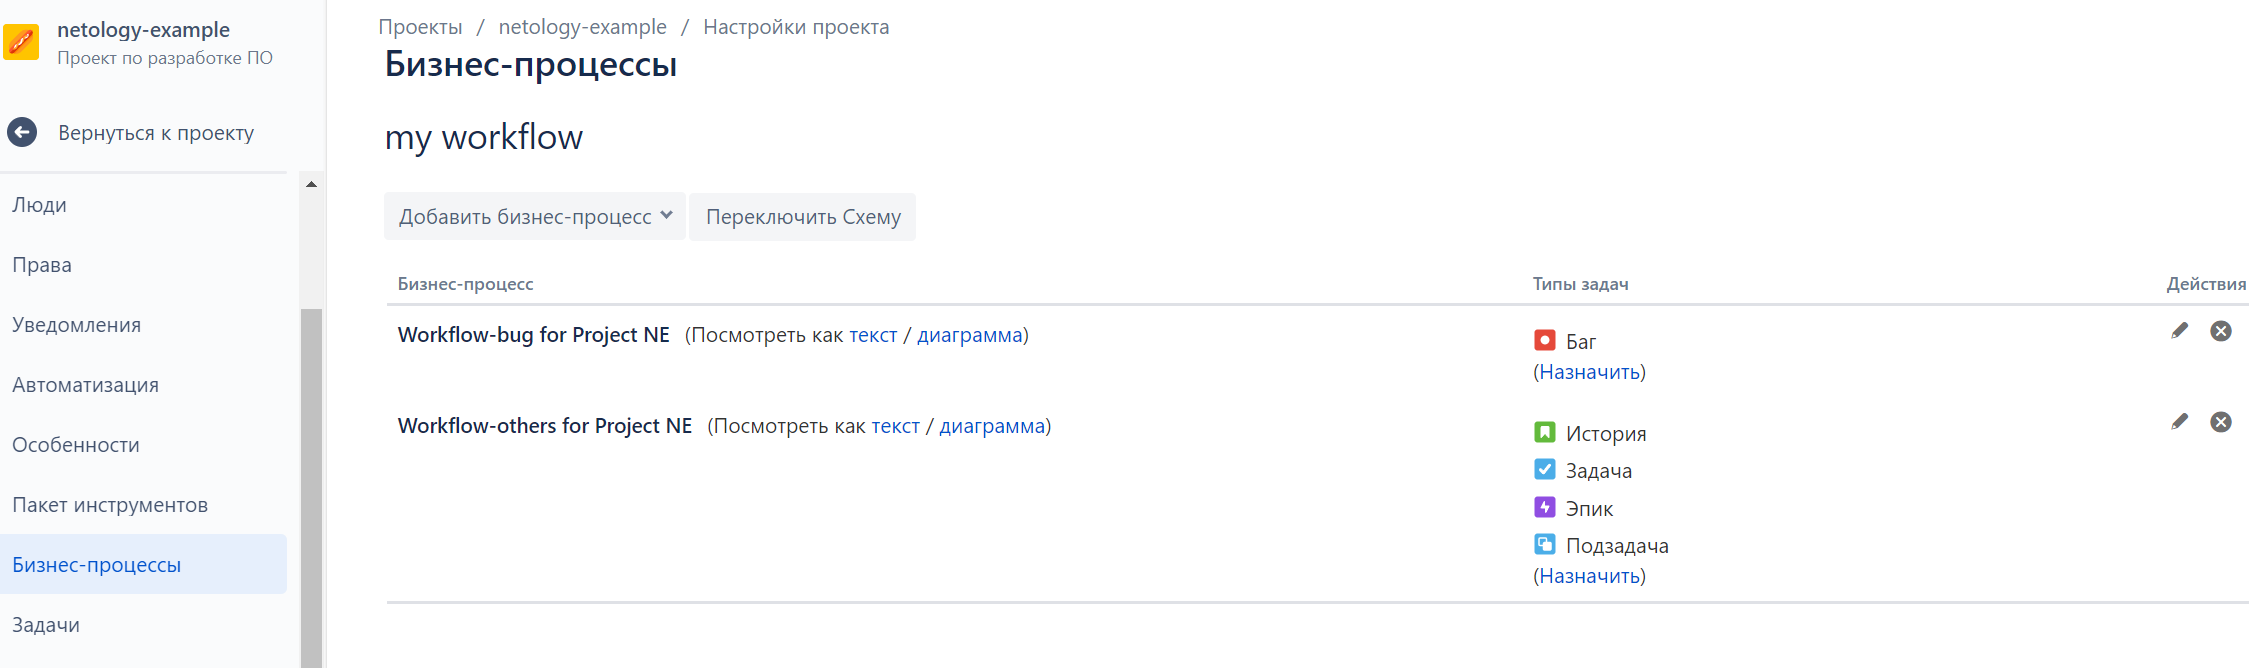 netology-example
Проект по разработке ПО
Вернуться к проекту
Люди
Права
Уведомления
Автоматизация
Особенности
Пакет инструментов
Бизнес-процессы
Задачи
Проекты / netology-example / Настройки проекта
Бизнес-процессы
my workflow
Добавить бизнес-процесс Переключить Схему
Бизнес-процесс Типы задач Действия
Workflow-bug for Project NE (Посмотреть как текст / диаграмма) Баг
(Назначить)
Workflow-others for Project NE (Посмотреть как текст / диаграмма) История
Задача
Эпик
Подзадача
(Назначить)